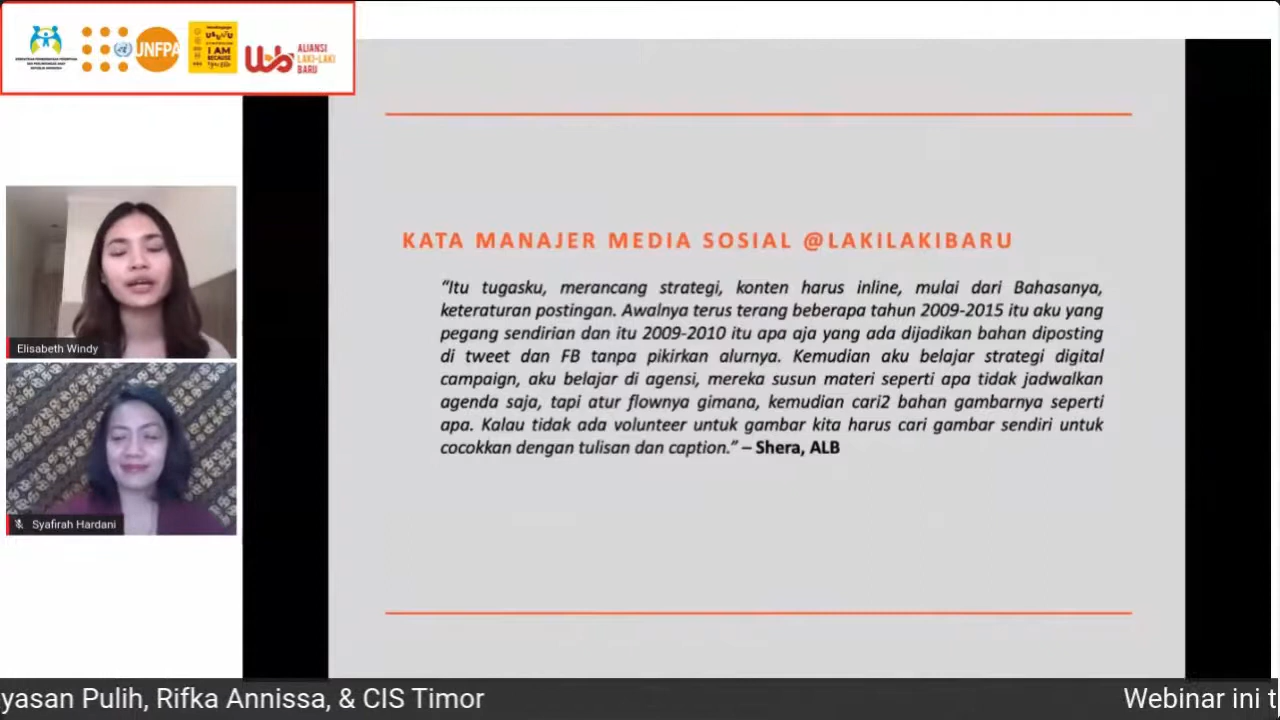 UNFPA
I AM
BECAUSE
ALIANSI
LAKI-LAKI
BARU
KATA MANAJER MEDIA SOSIAL @LAKILAKIBARU
“Itu tugasku, merancang strategi, konten harus inline, mulai dari Bahasanya,
keteraturan postingan. Awalnya terus terang beberapa tahun 2009-2015 itu aku yang
pegang sendirian dan itu 2009-2010 itu apa aja yang ada dijadikan bahan diposting
di tweet dan FB tanpa pikirkan alurnya. Kemudian aku belajar strategi digital
campaign, aku belajar di agensi, mereka susun materi seperti apa tidak jadwalkan
agenda saja, tapi atur flownya gimana, kemudian cari2 bahan gambarnya seperti
apa. Kalau tidak ada volunteer untuk gambar kita harus cari gambar sendiri untuk
cocokkan dengan tulisan dan caption.” – Shera, ALB
Elisabeth Windy
Syafirah Hardani
yasan Pulih, Rifka Annissa, & CIS Timor
Webinar ini t